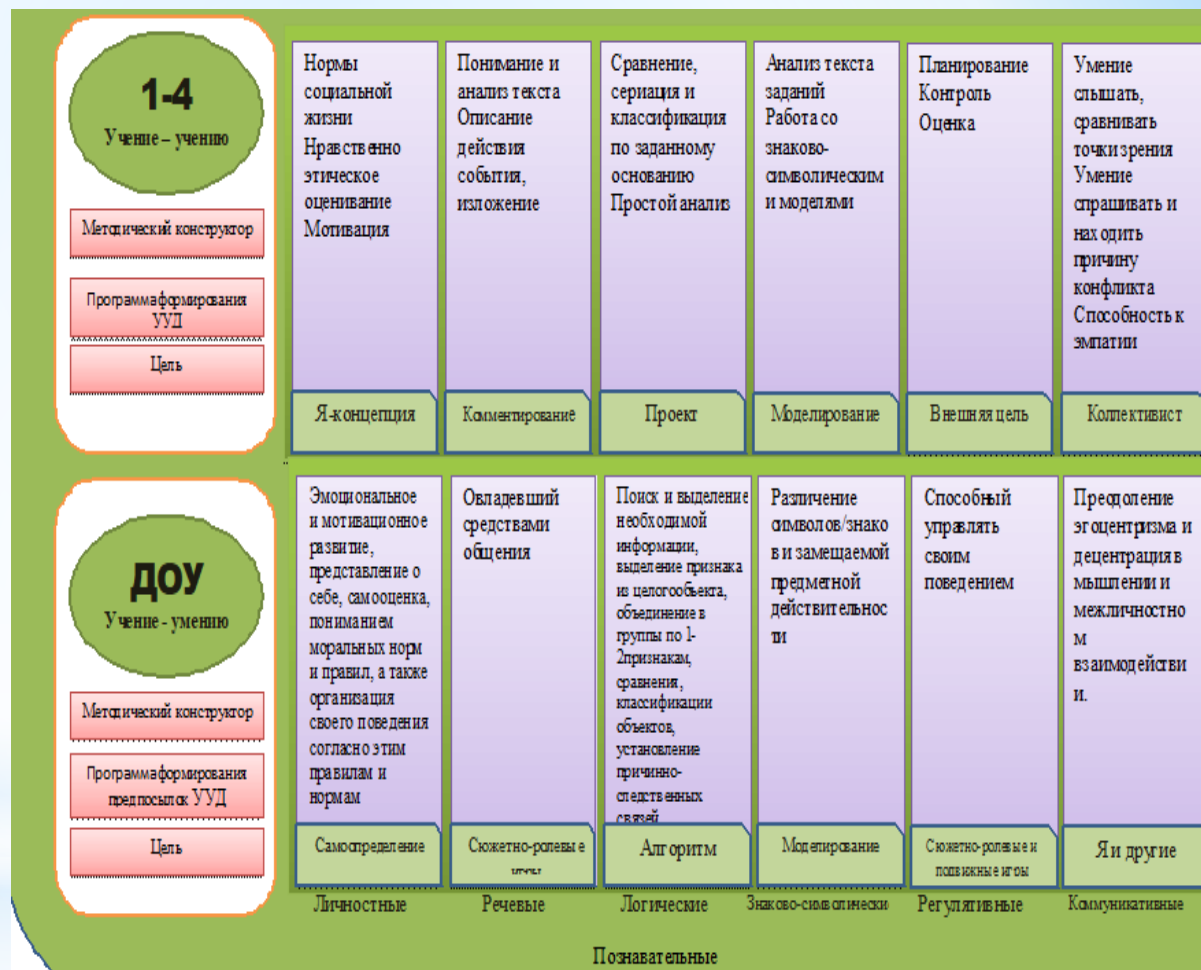 1-4
Учение – учению
Методический конструктор
Программа формирования
УУД
Цель
Нормы
социальной
жизни
Нравственно
этическое
оценивание
Мотивация
Я-концепция
Понимание и
анализ текста
Описание
действия
события,
изложение
Комментирование
Сравнение,
сериация и
классификация
по заданному
основанию
Простой анализ
Проект
Анализ текста
заданий
Работа со
знаково-
символическим
и моделями
Моделирование
Планирование
Контроль
Оценка
Внешняя цель
Умение
слышать,
сравнивать
точки зрения
Умение
спрашивать и
находить
причину
конфликта
Способность к
эмпатии
Коллективист
ДОУ
Учение - умению
Методический конструктор
Программа формирования
предпосылок УУД
Цель
Эмоциональное
и мотивационное
развитие,
представление о
себе, самооценка,
пониманием
моральных норм
и правил, а также
организация
своего поведения
согласно этим
правилам и
нормам
Самоопределение
Овладевший
средствами
общения
Сюжетно-ролевые
игры
Поиск и выделение
необходимой
информации,
выделение признака
из целогообъекта,
объединение в
группы по 1-
2признакам,
сравнения,
классификации
объектов,
установление
причинно-
следственных
связей
Алгоритм
Различение
символов/знако
в и замещаемой
предметной
действительнос
ти
Моделирование
Способный
управлять
своим
поведением
Сюжетно-ролевые и
подвижные игры
Преодоление
эгоцентризма и
децентрация в
мышлении и
межличностно
м
взаимодействи
и.
Я и другие
Личностные
Речевые
Логические
Знаково-символически
Регулятивные
Коммуникативные
Познавательные